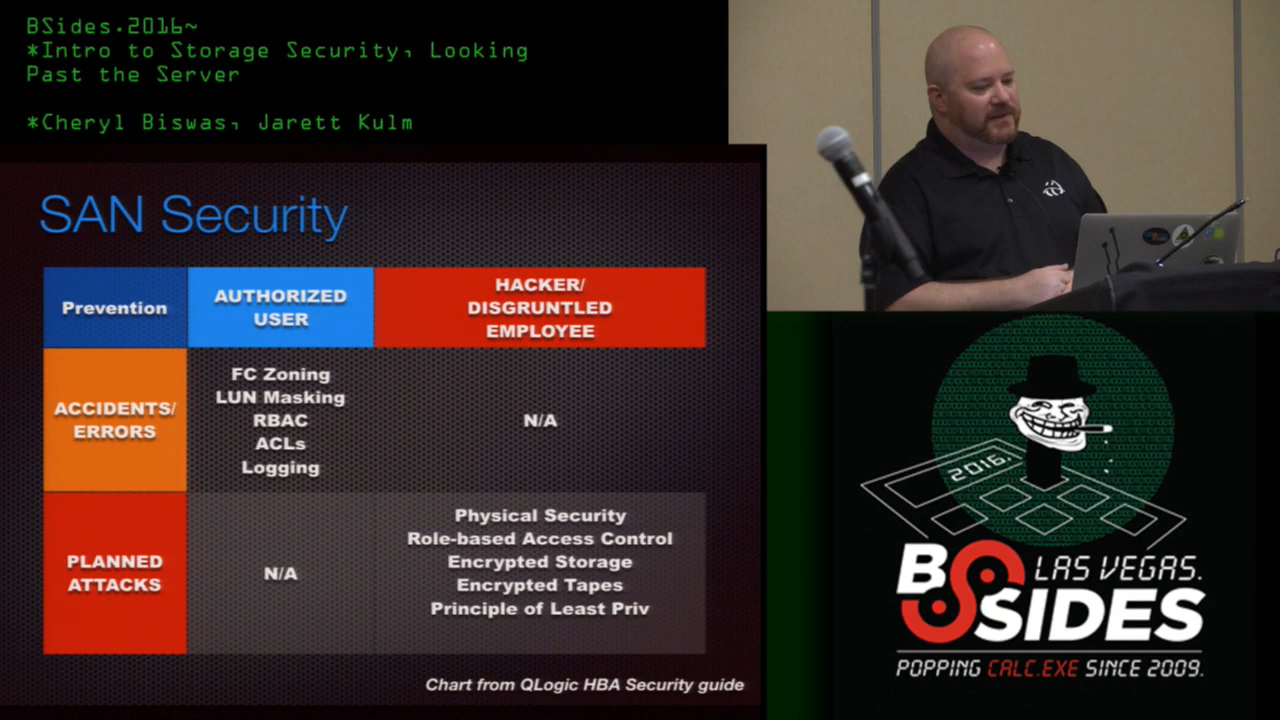 BSides.2016~
*Intro to Storage Security, Looking
Past the Server
*Cheryl Biswas, Jarett Kulm
SAN Security
Prevention
AUTHORIZED
USER
HACKER/
DISGRUNTLED
EMPLOYEE
ACCIDENTS/
ERRORS
FC Zoning
LUN Masking
RBAC
ACLs
Logging
N/A
PLANNED
ATTACKS
N/A
Physical Security
Role-based Access Control
Encrypted Storage
Encrypted Tapes
Principle of Least Priv
Chart from QLogic HBA Security guide
2016.
BSIDES
LAS VEGAS.
POPPING CALC.EXE SINCE 2009.